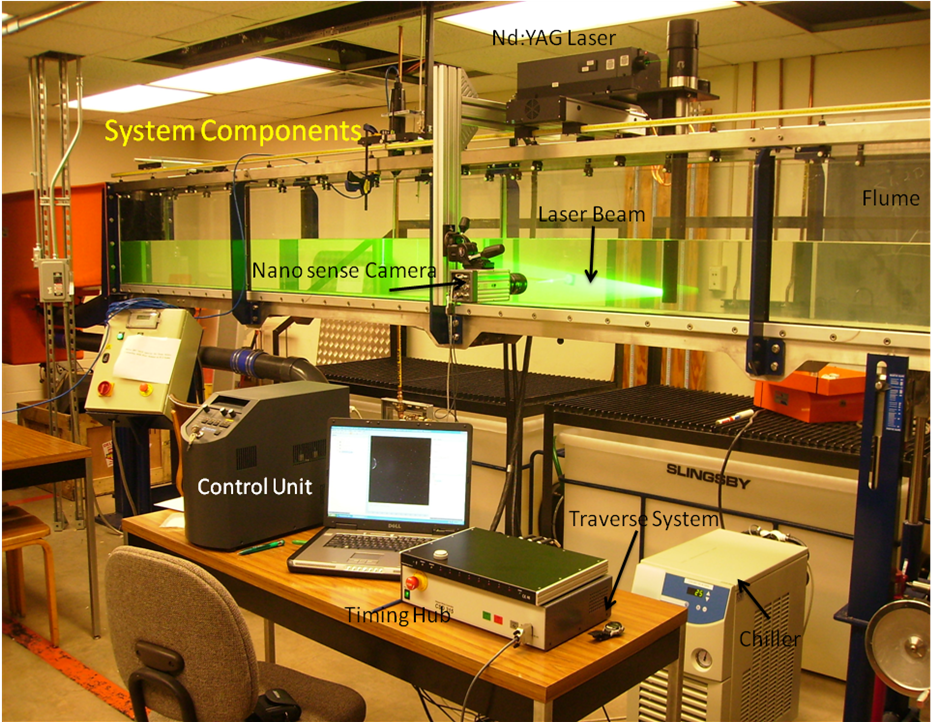 Nd:YAG Laser
System Components
Flume
Laser Beam
Nano sense Camera
SLINGSBY
Control Unit
DELL
Traverse System
Timing Hub
Chiller